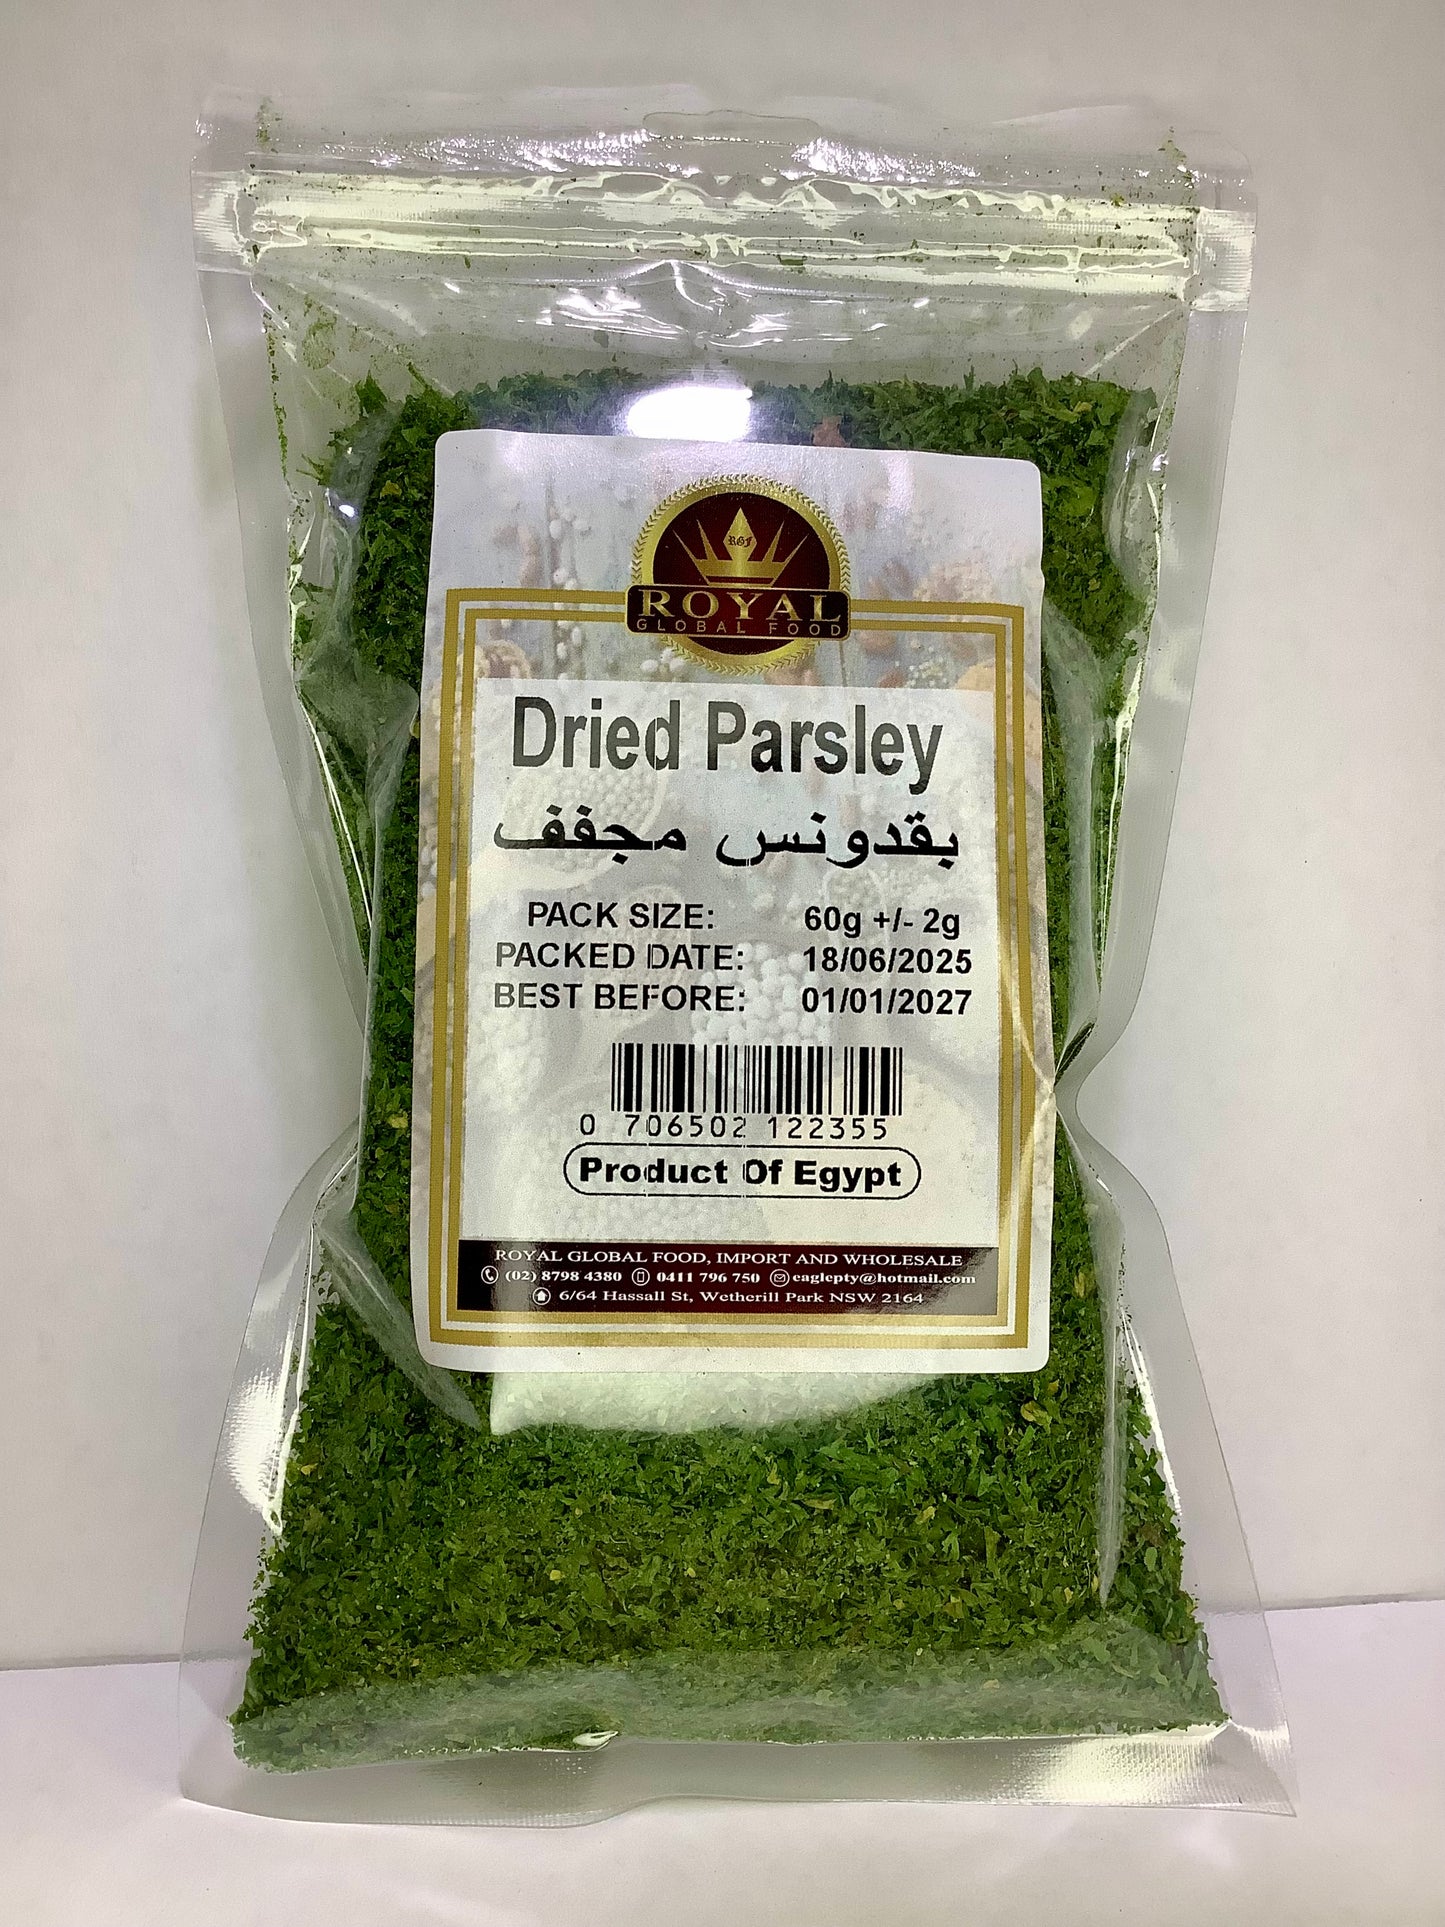 RGF
ROYAL
GLOBAL FOOD
Dried Parsley
بقدونس مجفف
PACK SIZE: 60g +/- 2g
PACKED DATE: 18/06/2025
BEST BEFORE: 01/01/2027
0 706502 122355
Product Of Egypt
ROYAL GLOBAL FOOD, IMPORT AND WHOLESALE
(02) 8798 4380 0411 796 750 eaglepty@hotmail.com
6/64 Hassall St, Wetherill Park NSW 2164